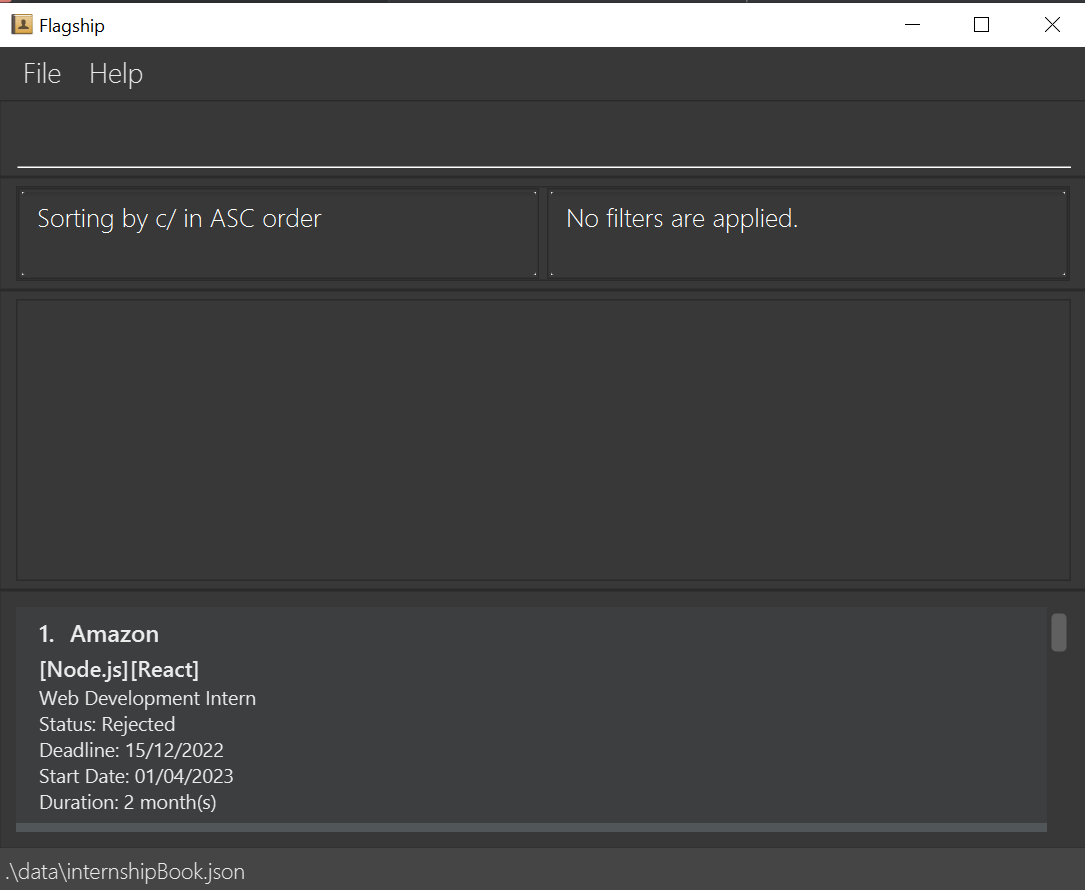 Flagship
File Help
Sorting by c/ in ASC order
No filters are applied.
1. Amazon
[Node.js][React]
Web Development Intern
Status: Rejected
Deadline: 15/12/2022
Start Date: 01/04/2023
Duration: 2 month(s)
.\data\internshipBook.json